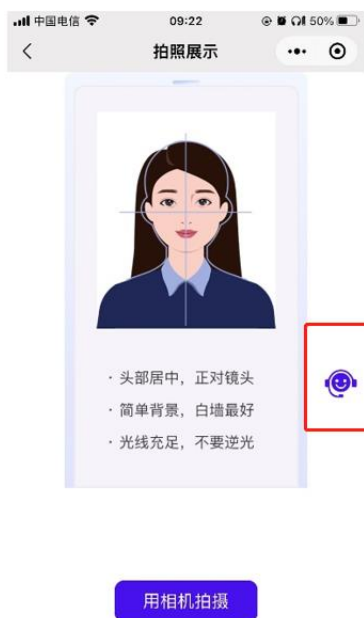 中国电信 09:22 50%
拍照展示
· 头部居中，正对镜头
· 简单背景，白墙最好
· 光线充足，不要逆光
用相机拍摄